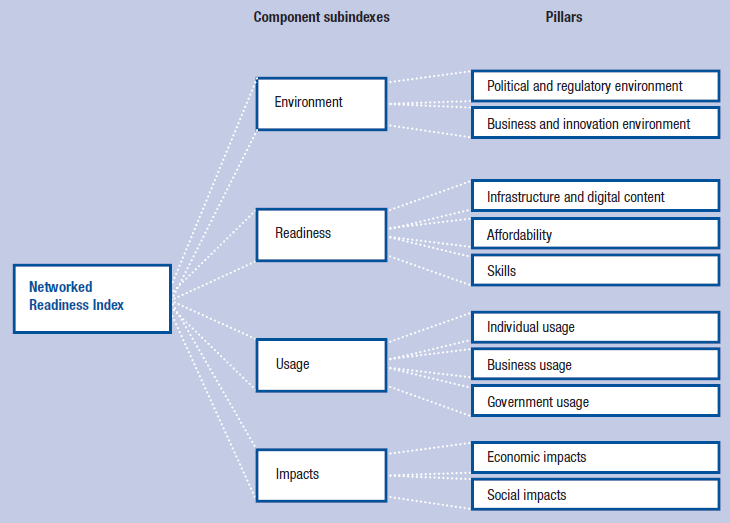 Component subindexes
Pillars
Networked
Readiness Index
Environment
Political and regulatory environment
Business and innovation environment
Readiness
Infrastructure and digital content
Affordability
Skills
Usage
Individual usage
Business usage
Government usage
Impacts
Economic impacts
Social impacts